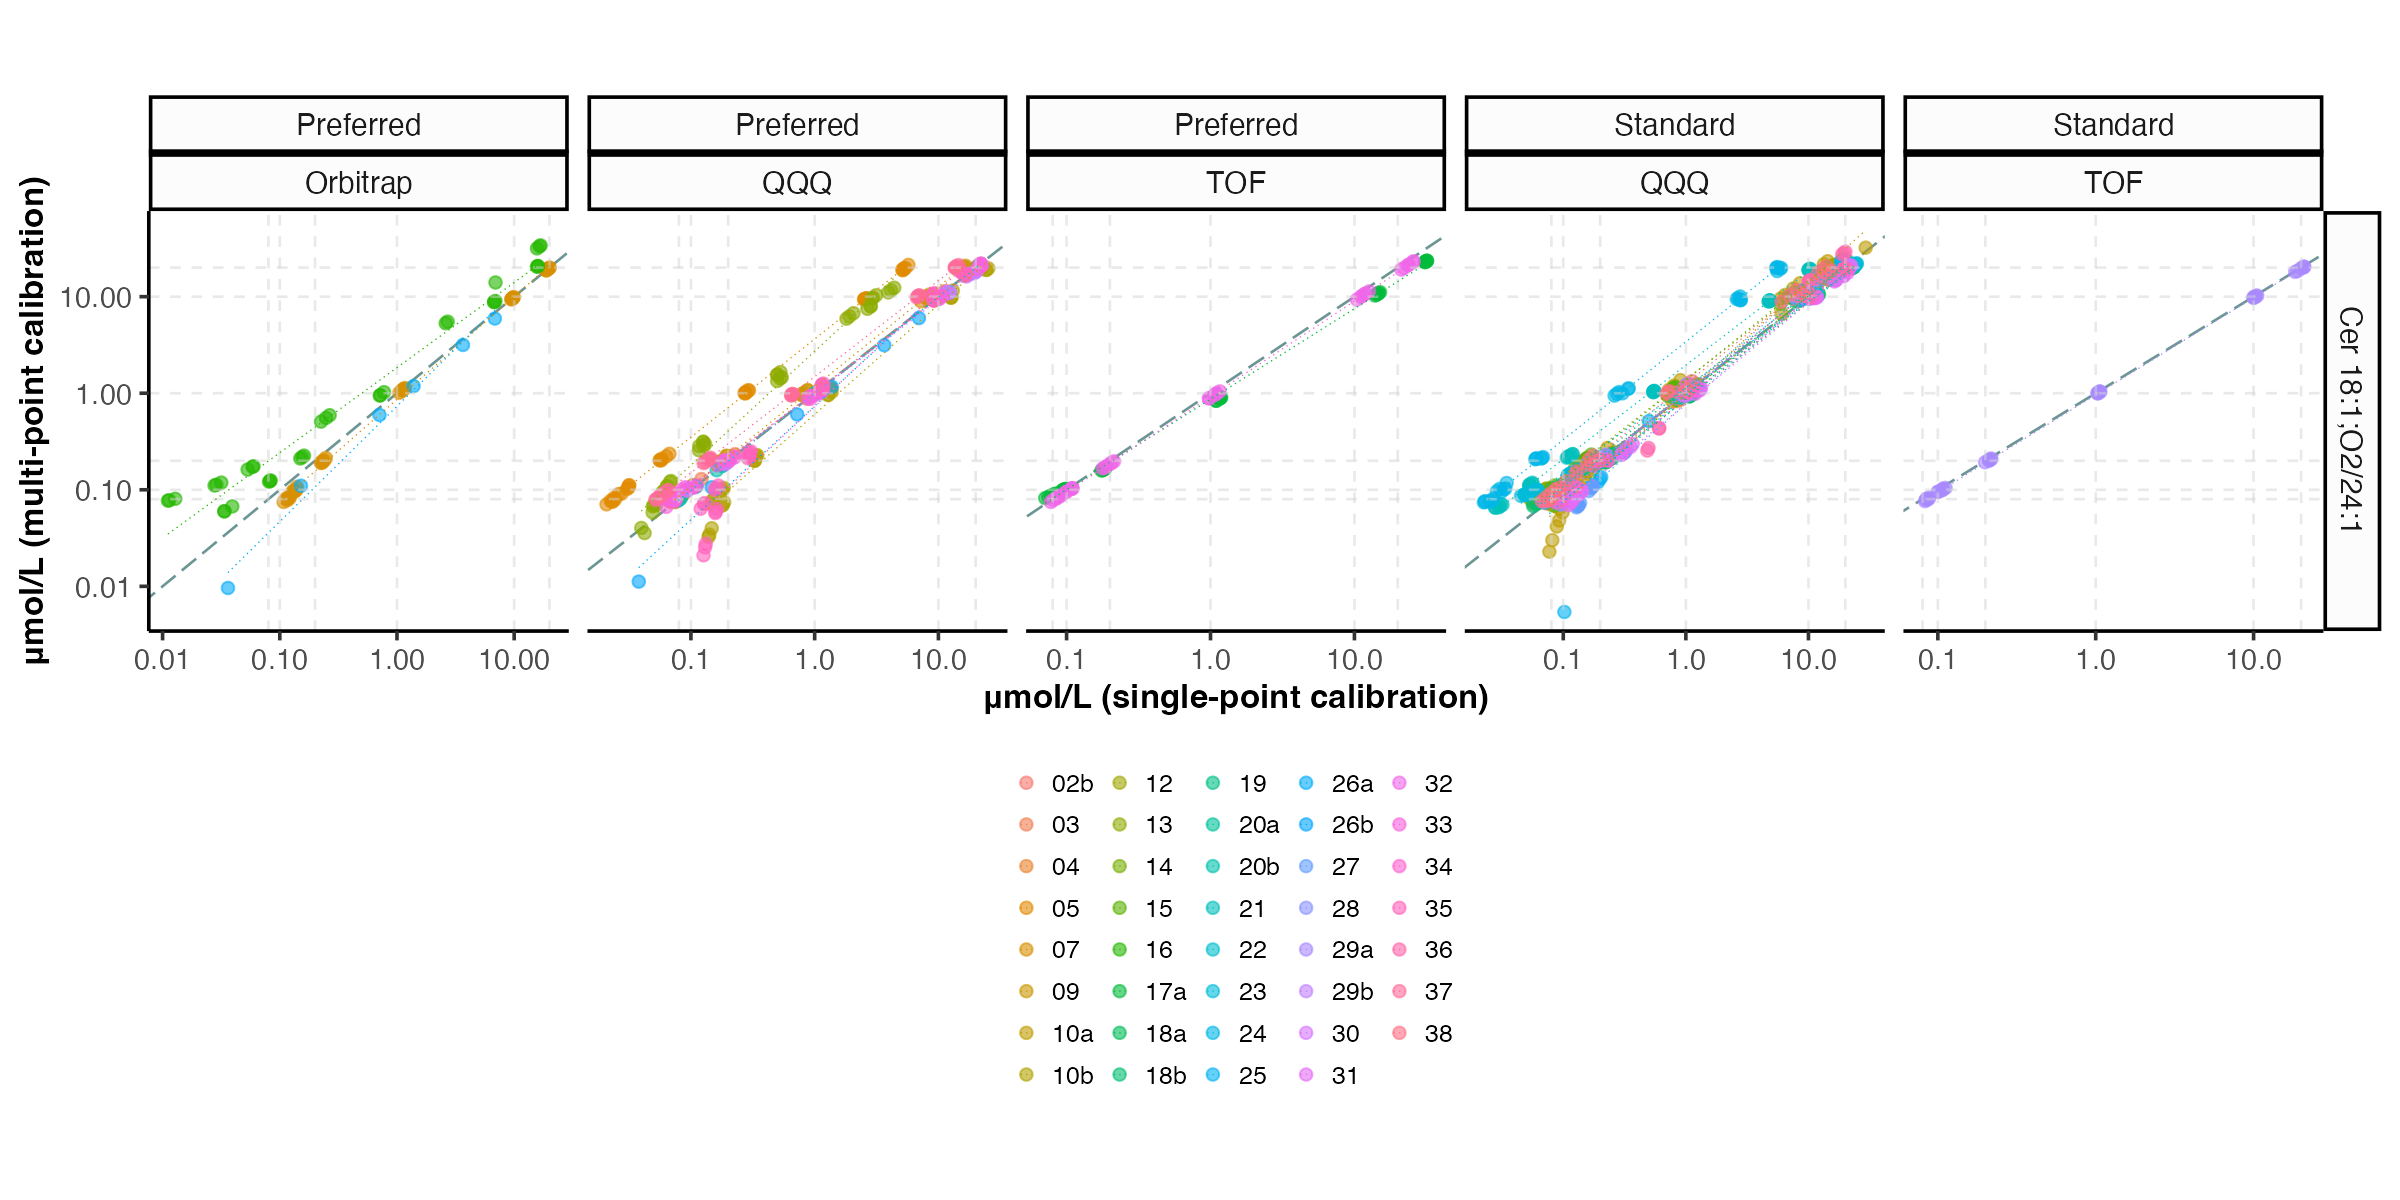 Preferred Preferred Preferred Standard Standard
Orbitrap QQQ TOF QQQ TOF
µmol/L (multi-point calibration)
10.00
1.00
0.10
0.01
Cer 18:1;O2/24:1
0.01 0.10 1.00 10.00 0.1 1.0 10.0 0.1 1.0 10.0 0.1 1.0 10.0 0.1 1.0 10.0
µmol/L (single-point calibration)
02b 12 19 26a 32
03 13 20a 26b 33
04 14 20b 27 34
05 15 21 28 35
07 16 22 29a 36
09 17a 23 29b 37
10a 18a 24 30 38
10b 18b 25 31